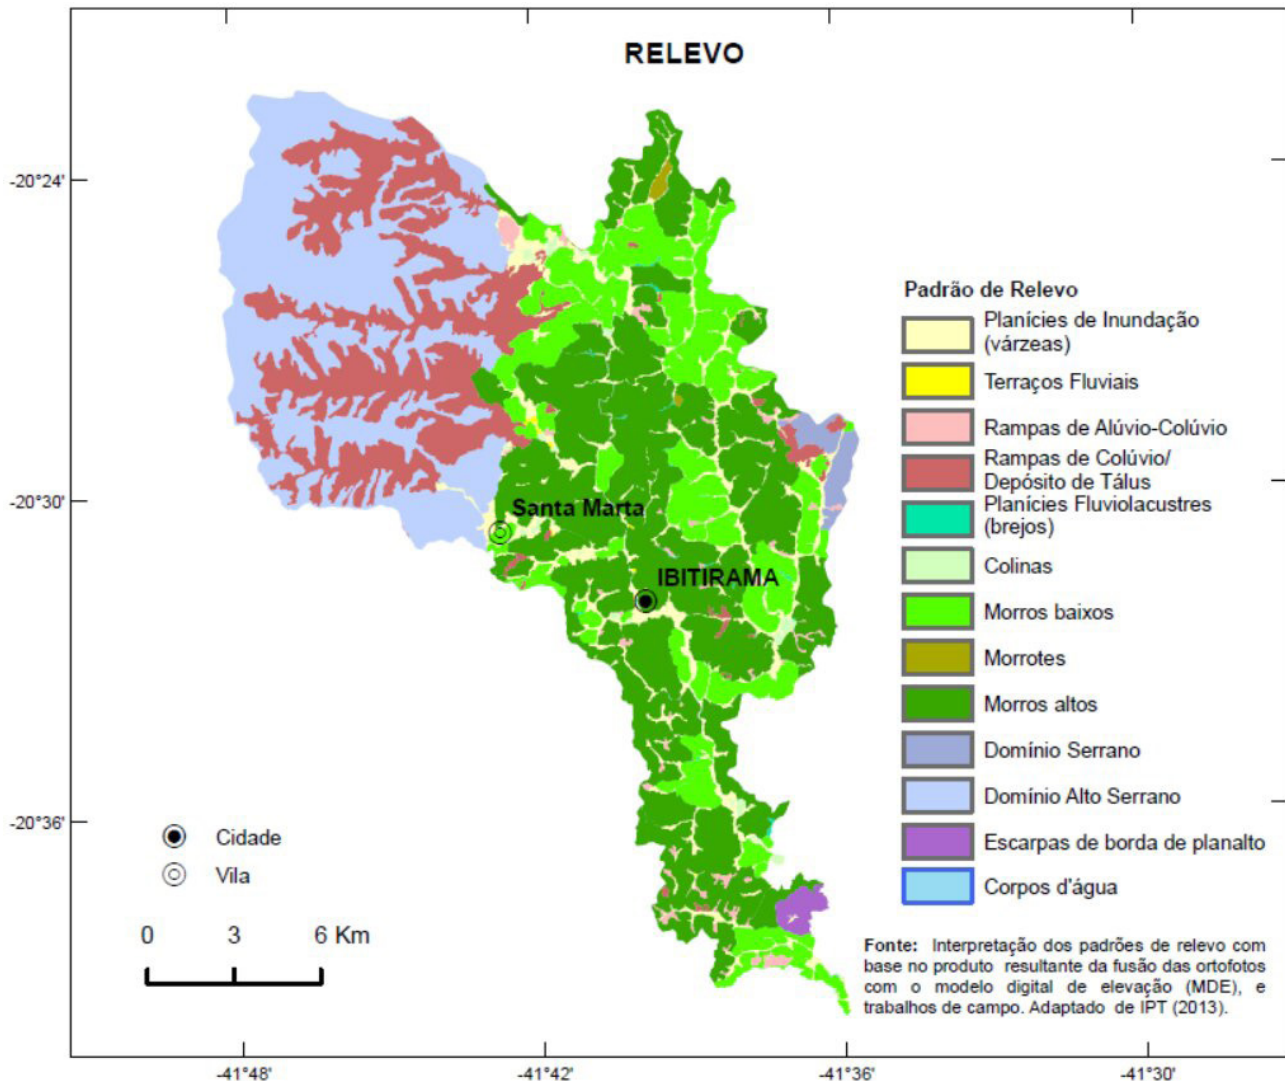 RELEVO
-20°24'
-20°30'
-20°36'
Santa Marta
IBITIRAMA
Padrão de Relevo
Planícies de Inundação
(várzeas)
Terraços Fluviais
Rampas de Alúvio-Colúvio
Rampas de Colúvio/
Depósito de Tálus
Planícies Fluviolacustres
(brejos)
Colinas
Morros baixos
Morrotes
Morros altos
Domínio Serrano
Domínio Alto Serrano
Escarpas de borda de planalto
Corpos d'água
Cidade
Vila
0 3 6 Km
Fonte: Interpretação dos padrões de relevo com
base no produto resultante da fusão das ortofotos
com o modelo digital de elevação (MDE), e
trabalhos de campo. Adaptado de IPT (2013).
-41°48' -41°42' -41°36' -41°30'